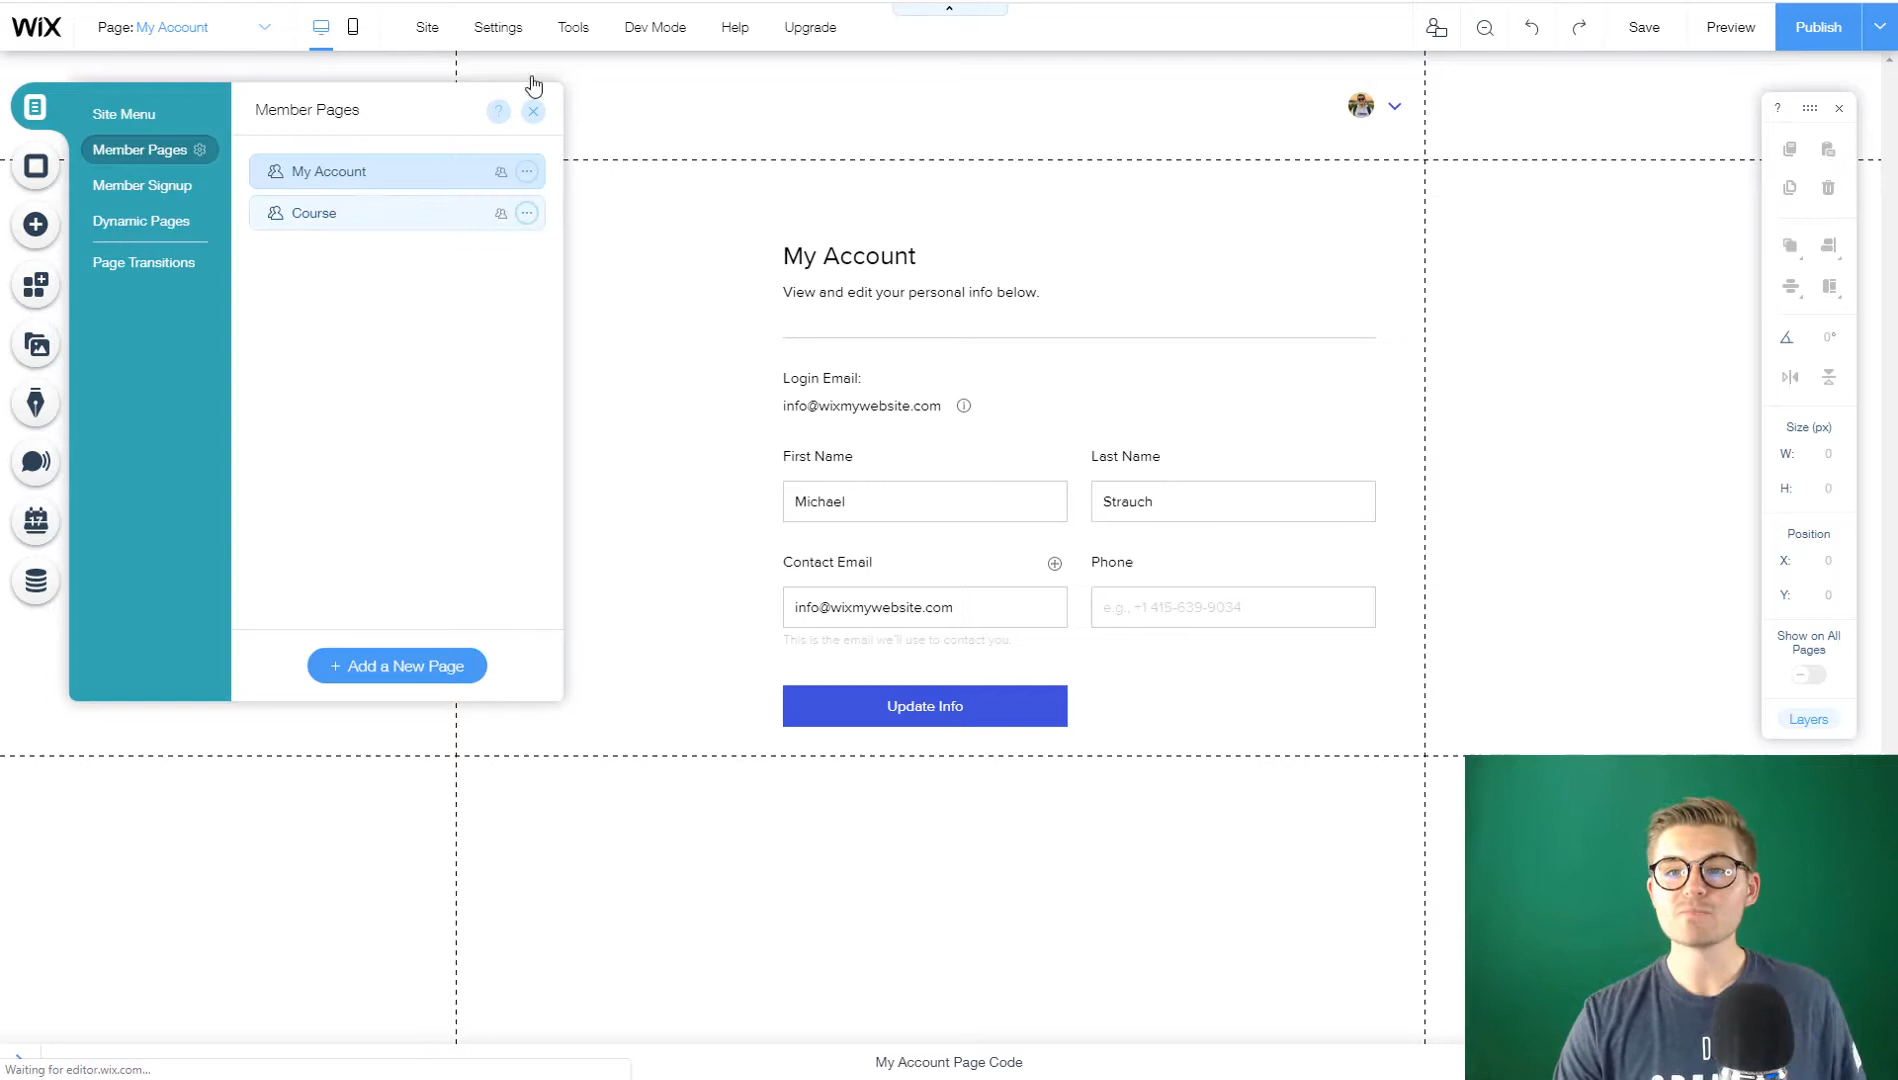 WiX
Page: My Account
Site
Settings
Tools
Dev Mode
Help
Upgrade
Save
Preview
Publish
Site Menu
Member Pages
Member Signup
Dynamic Pages
Page Transitions
Member Pages
?
My Account
Course
+ Add a New Page
17
My Account
View and edit your personal info below.
Login Email:
info@wixmywebsite.com
First Name
Last Name
Michael
Strauch
Contact Email
Phone
info@wixmywebsite.com
e.g., +1 415-639-9034
This is the email we'll use to contact you.
Update Info
?
0°
Size (px)
W: 0
H: 0
Position
X: 0
Y: 0
Show on All
Pages
Layers
My Account Page Code
Waiting for editor.wix.com...